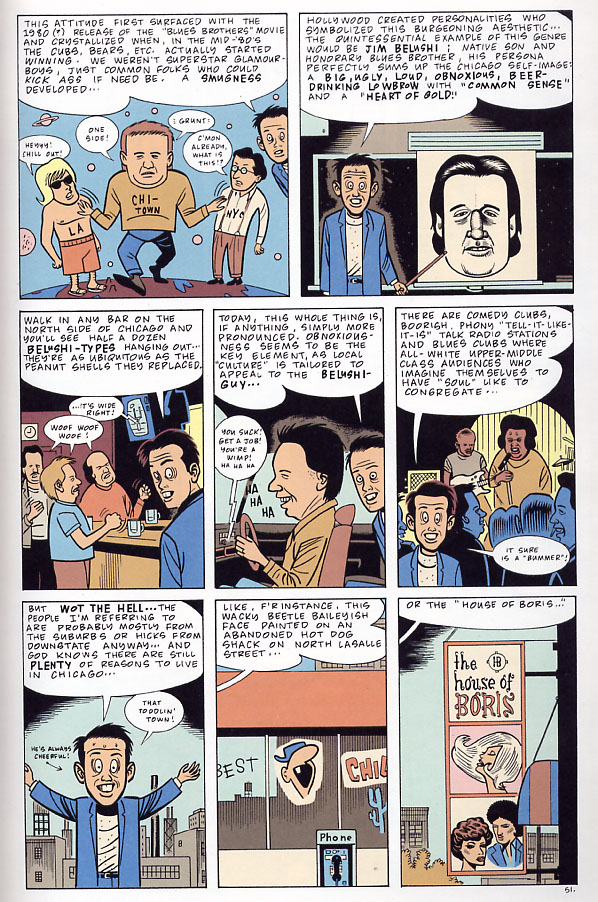 THIS ATTITUDE FIRST SURFACED WITH THE
1980 (?) RELEASE OF THE "BLUES BROTHERS" MOVIE
AND CRYSTALLIZED WHEN, IN THE MID-'80'S
THE CUBS, BEARS, ETC. ACTUALLY STARTED
WINNING. WE WEREN'T SUPERSTAR GLAMOUR-
BOYS, JUST COMMON FOLKS WHO COULD
KICK ASS IF NEED BE. A SMUGNESS
DEVELOPED...
HEYYY!
CHILL OUT!
ONE
SIDE!
: GRUNT :
C'MON
ALREADY,
WHAT IS
THIS!?
LA
CHI-
TOWN
NYC
HOLLYWOOD CREATED PERSONALITIES WHO
SYMBOLIZED THIS BURGEONING AESTHETIC...
THE QUINTESSENTIAL EXAMPLE OF THIS GENRE
WOULD BE JIM BELUSHI; NATIVE SON AND
HONORARY BLUES BROTHER, HIS PERSONA
PERFECTLY SUMS UP THE CHICAGO SELF-IMAGE:
A BIG, UGLY, LOUD, OBNOXIOUS, BEER-
DRINKING LOWBROW WITH "COMMON SENSE"
AND A "HEART OF GOLD."
WALK IN ANY BAR ON THE
NORTH SIDE OF CHICAGO AND
YOU'LL SEE HALF A DOZEN
BELUSHI-TYPES HANGING OUT...
THEY'RE AS UBIQUITOUS AS THE
PEANUT SHELLS THEY REPLACED.
...IT'S WIDE
RIGHT!
WOOF WOOF
WOOF!
TODAY, THIS WHOLE THING IS,
IF ANYTHING, SIMPLY MORE
PRONOUNCED. OBNOXIOUS-
NESS SEEMS TO BE THE
KEY ELEMENT, AS LOCAL
"CULTURE" IS TAILORED TO
APPEAL TO THE BELUSHI-
GUY...
YOU SUCK!
GET A JOB!
YOU'RE A
WIMP!
HA HA HA
HA
HA
HA
THERE ARE COMEDY CLUBS,
BOORISH, PHONY "TELL-IT-LIKE-
IT-IS" TALK RADIO STATIONS
AND BLUES CLUBS WHERE
ALL-WHITE UPPER-MIDDLE
CLASS AUDIENCES WHO
IMAGINE THEMSELVES TO
HAVE "SOUL" LIKE TO
CONGREGATE...
IT SURE
IS A "BUMMER"!
BUT WOT THE HELL... THE
PEOPLE I'M REFERRING TO
ARE PROBABLY MOSTLY FROM
THE SUBURBS OR HICKS FROM
DOWNSTATE ANYWAY... AND
GOD KNOWS THERE ARE STILL
PLENTY OF REASONS TO LIVE
IN CHICAGO...
THAT
TODDLIN'
TOWN!
HE'S ALWAYS
CHEERFUL!
LIKE, F'R INSTANCE, THIS
WACKY BEETLE BAILEYISH
FACE PAINTED ON AN
ABANDONED HOT DOG
SHACK ON NORTH LASALLE
STREET...
BEST
CHIC
Phone
OR THE "HOUSE OF BORIS..."
HB
the
house of
BORIS
51.